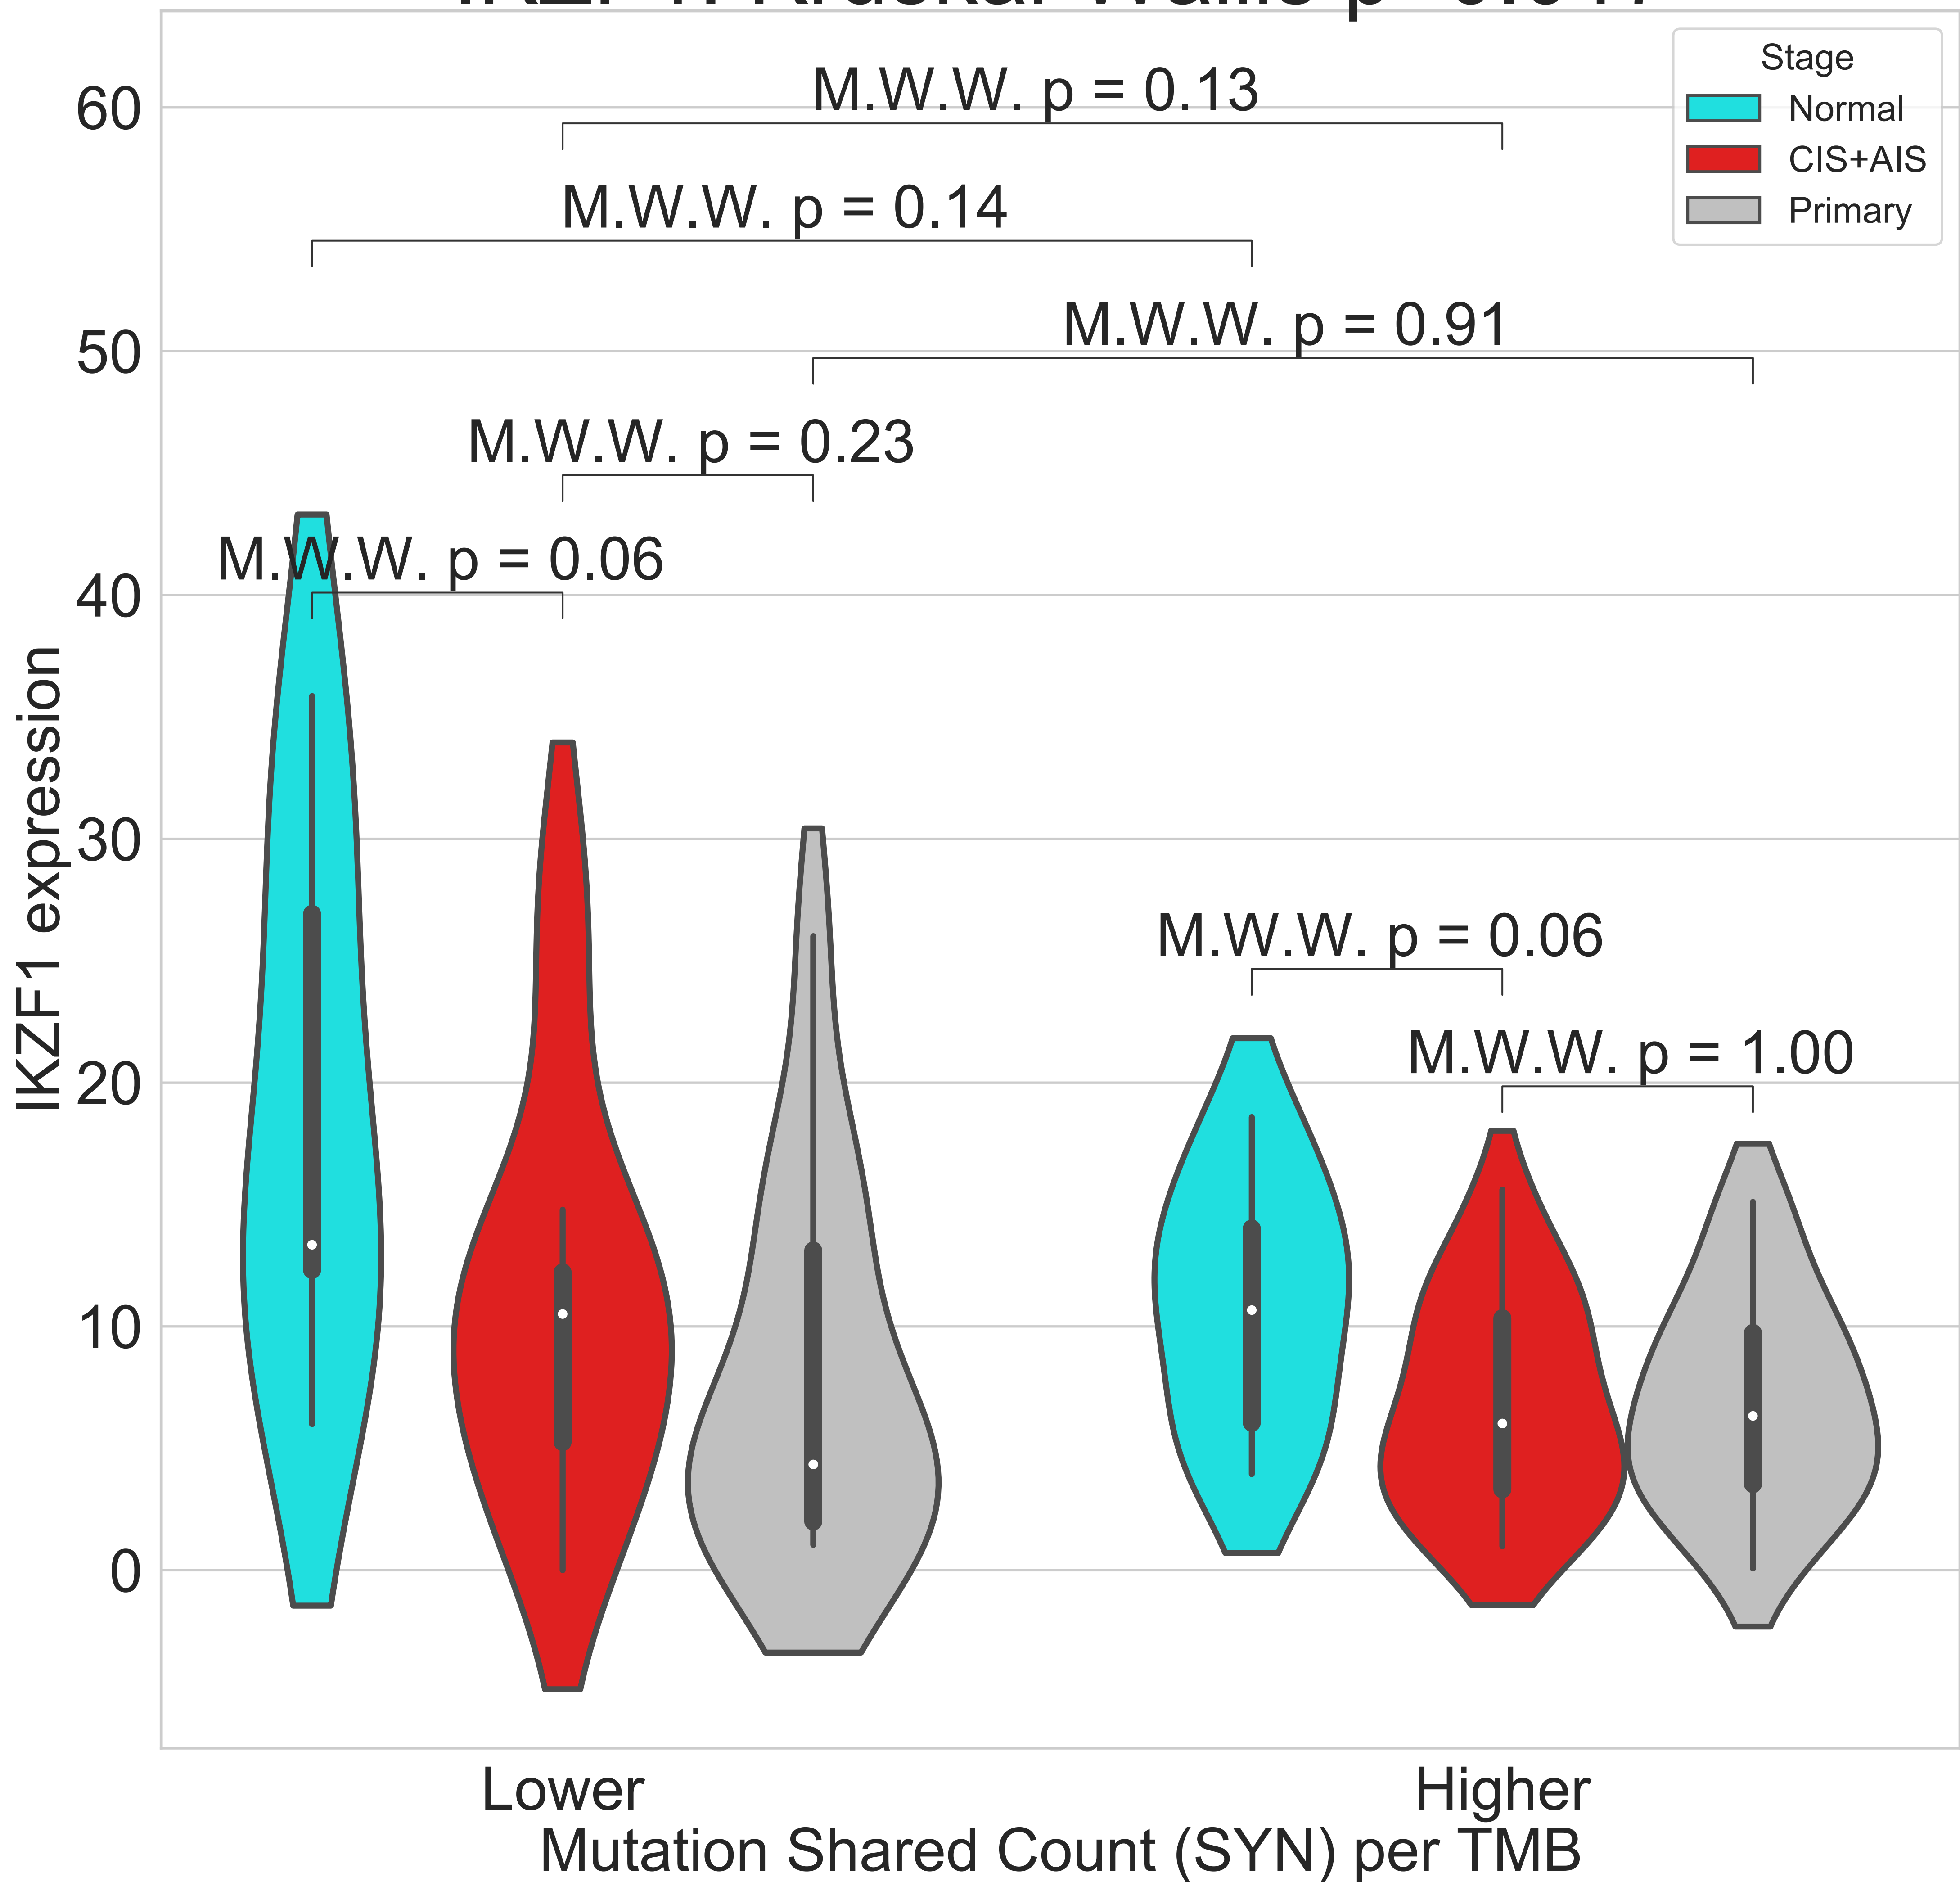 Stage
Normal
CIS+AIS
Primary
M.W.W. p = 0.13
M.W.W. p = 0.14
M.W.W. p = 0.91
M.W.W. p = 0.23
M.W.W. p = 0.06
M.W.W. p = 0.06
M.W.W. p = 1.00
60
50
40
30
20
10
0
IKZF1 expression
Lower
Higher
Mutation Shared Count (SYN) per TMB